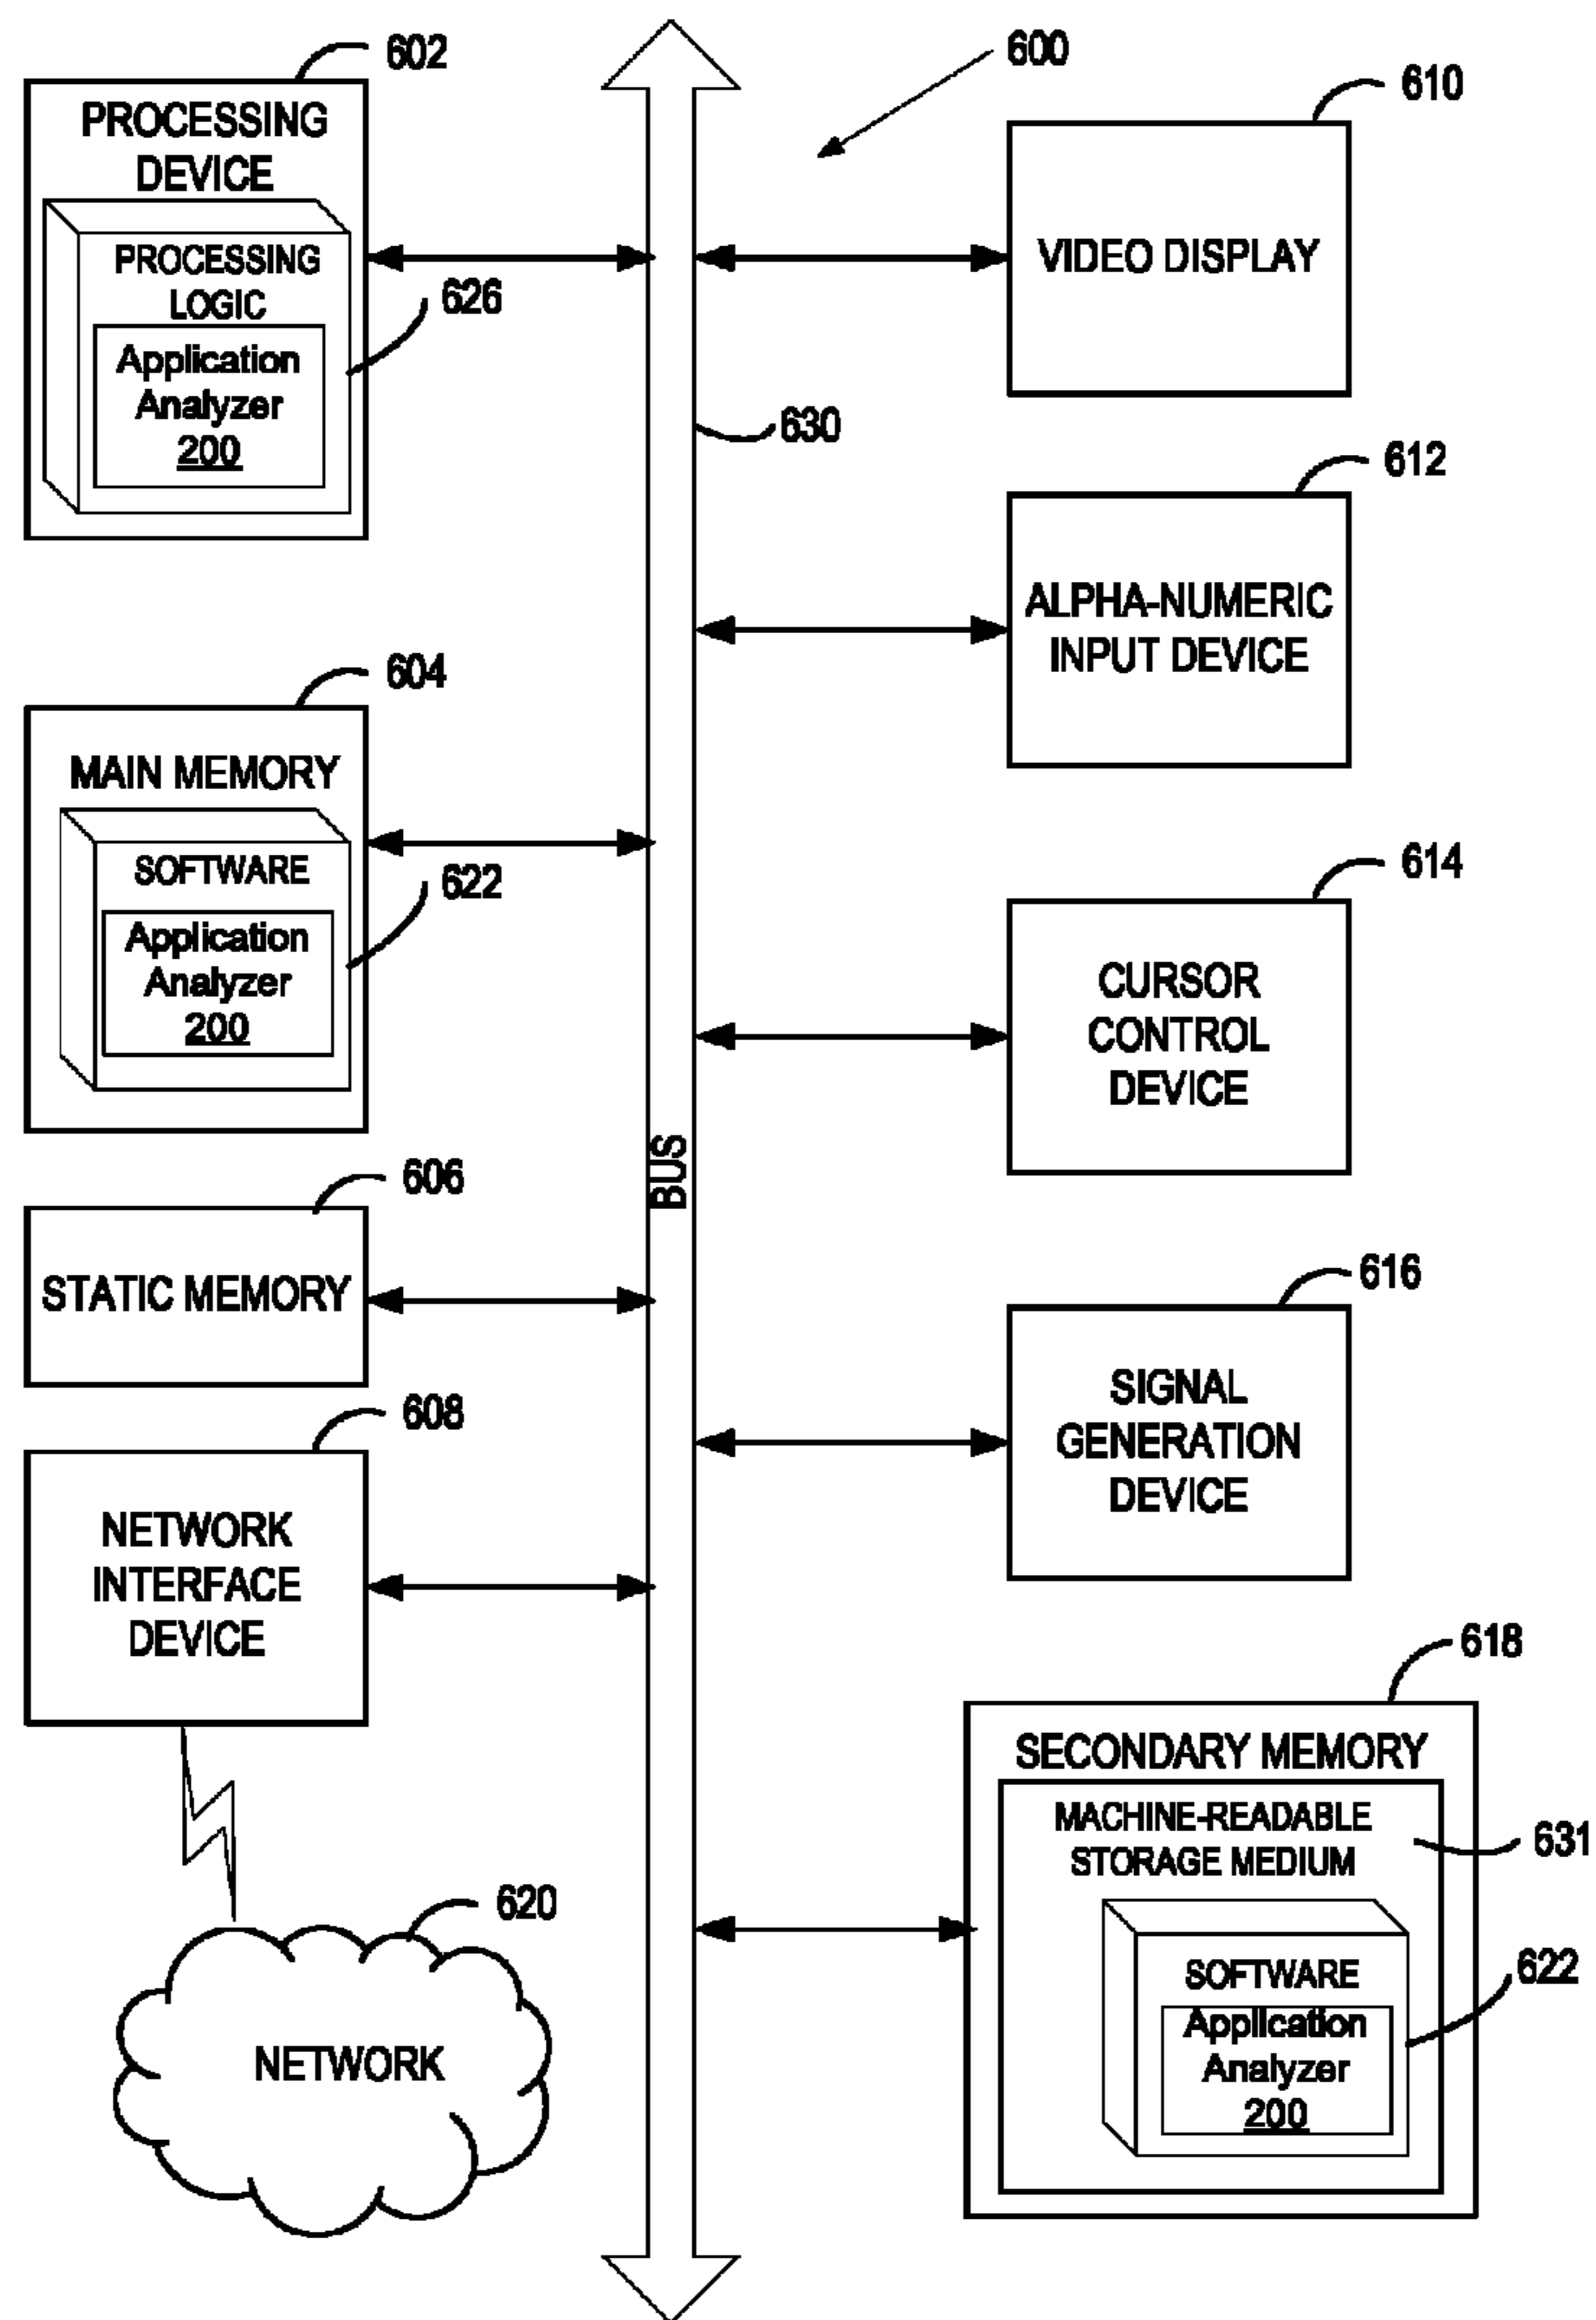 602
PROCESSING
DEVICE
PROCESSING
LOGIC
626
Application
Analyzer
200
604
MAIN MEMORY
SOFTWARE
622
Application
Analyzer
200
606
STATIC MEMORY
608
NETWORK
INTERFACE
DEVICE
620
NETWORK
BUS
630
600
610
VIDEO DISPLAY
612
ALPHA-NUMERIC
INPUT DEVICE
614
CURSOR
CONTROL
DEVICE
616
SIGNAL
GENERATION
DEVICE
618
SECONDARY MEMORY
MACHINE-READABLE
STORAGE MEDIUM
631
SOFTWARE
622
Application
Analyzer
200